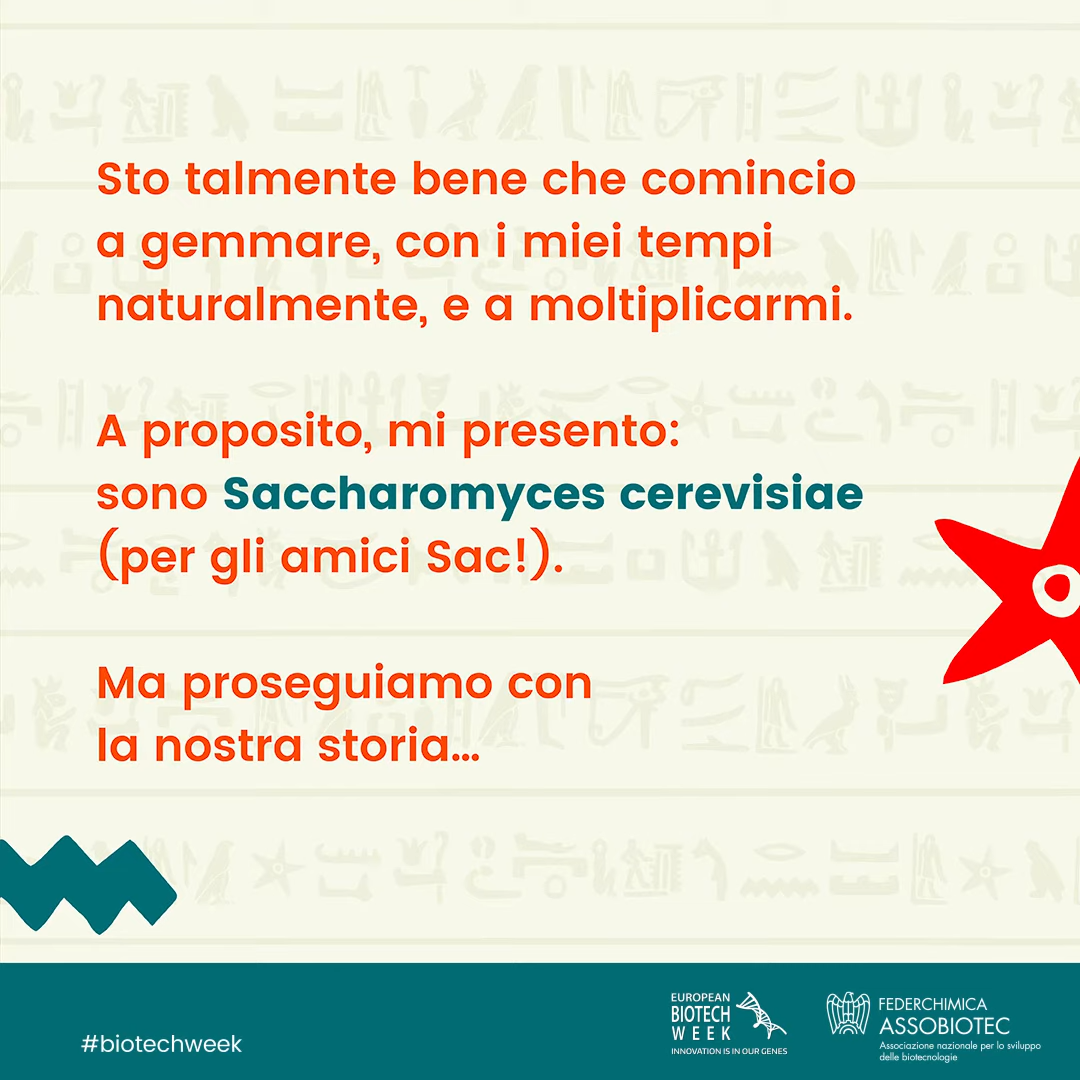 Sto talmente bene che comincio
a gemmare, con i miei tempi
naturalmente, e a moltiplicarmi.
A proposito, mi presento:
sono Saccharomyces cerevisiae
(per gli amici Sac!).
Ma proseguiamo con
la nostra storia...
#biotechweek
EUROPEAN
BIOTECH
WEEK
INNOVATION IS IN OUR GENES
FEDERCHIMICA
ASSOBIOTEC
Associazione nazionale per lo sviluppo
delle biotecnologie